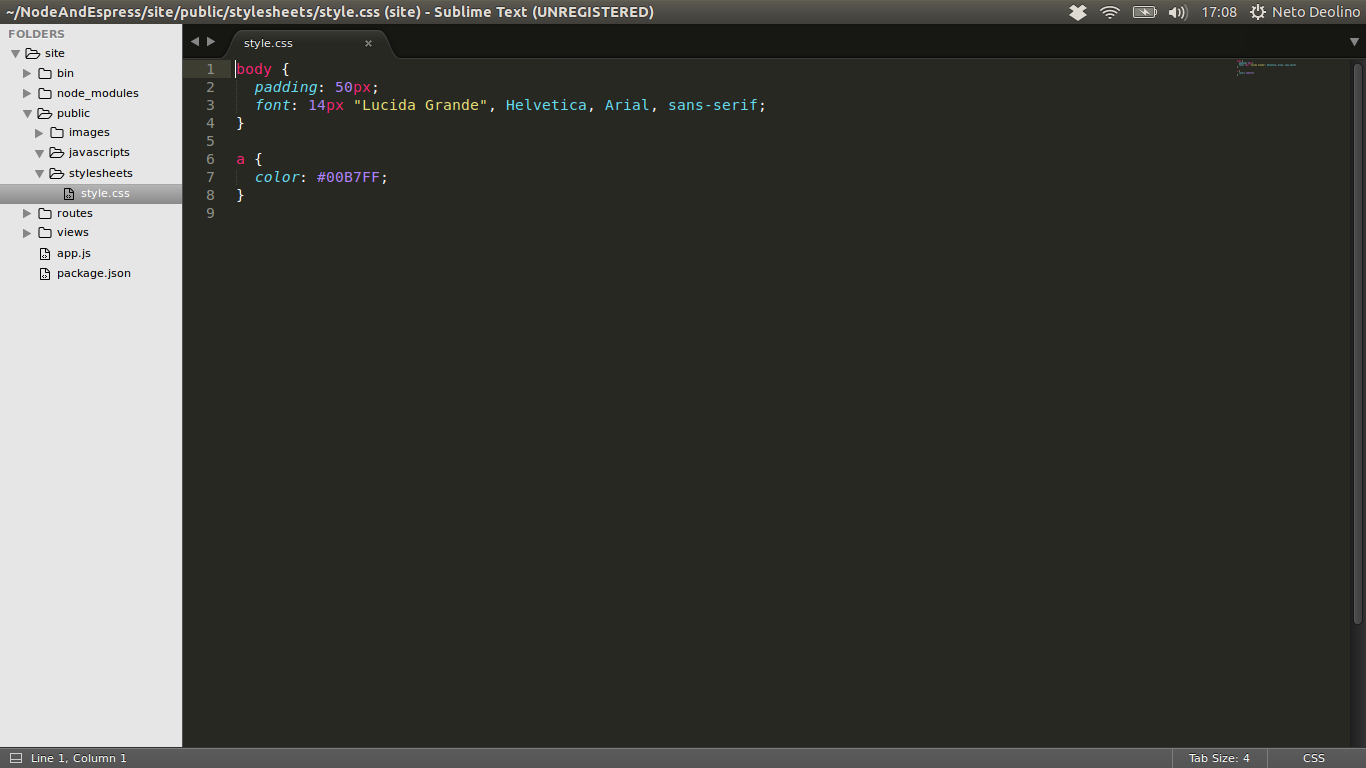 ~/NodeAndEspress/site/public/stylesheets/style.css (site) - Sublime Text (UNREGISTERED)
17:08
Neto Deolino
FOLDERS
site
bin
node_modules
public
images
javascripts
stylesheets
style.css
routes
views
app.js
package.json
style.css
1 body {
2   padding: 50px;
3   font: 14px "Lucida Grande", Helvetica, Arial, sans-serif;
4 }
5
6 a {
7   color: #00B7FF;
8 }
9
Line 1, Column 1
Tab Size: 4
CSS